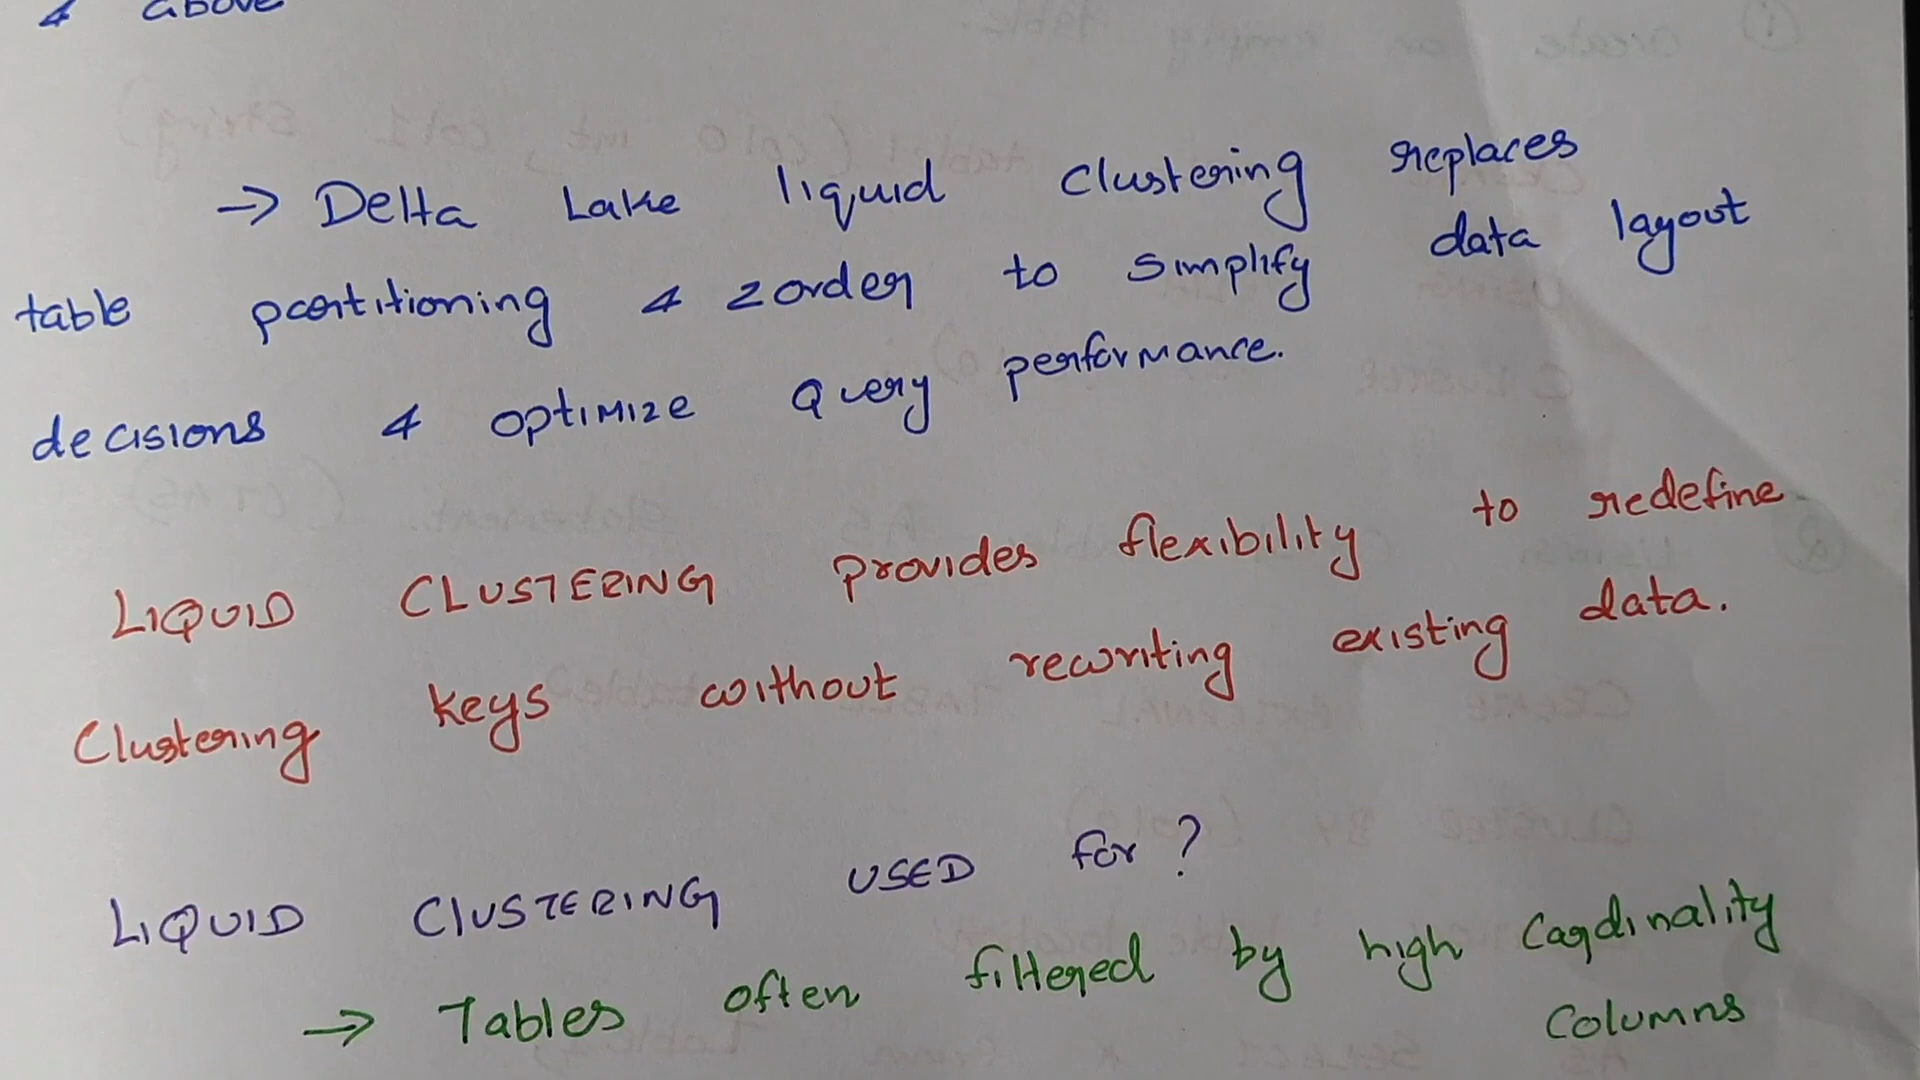 & above
→ Delta Lake liquid clustering replaces
table partitioning & zorder to simplify data layout
decisions & optimize Query performance.
LIQUID CLUSTERING provides flexibility to redefine
Clustering keys without rewriting existing data.
LIQUID ClUSTERING USED for?
→ Tables often filtered by high Cardinality
Columns